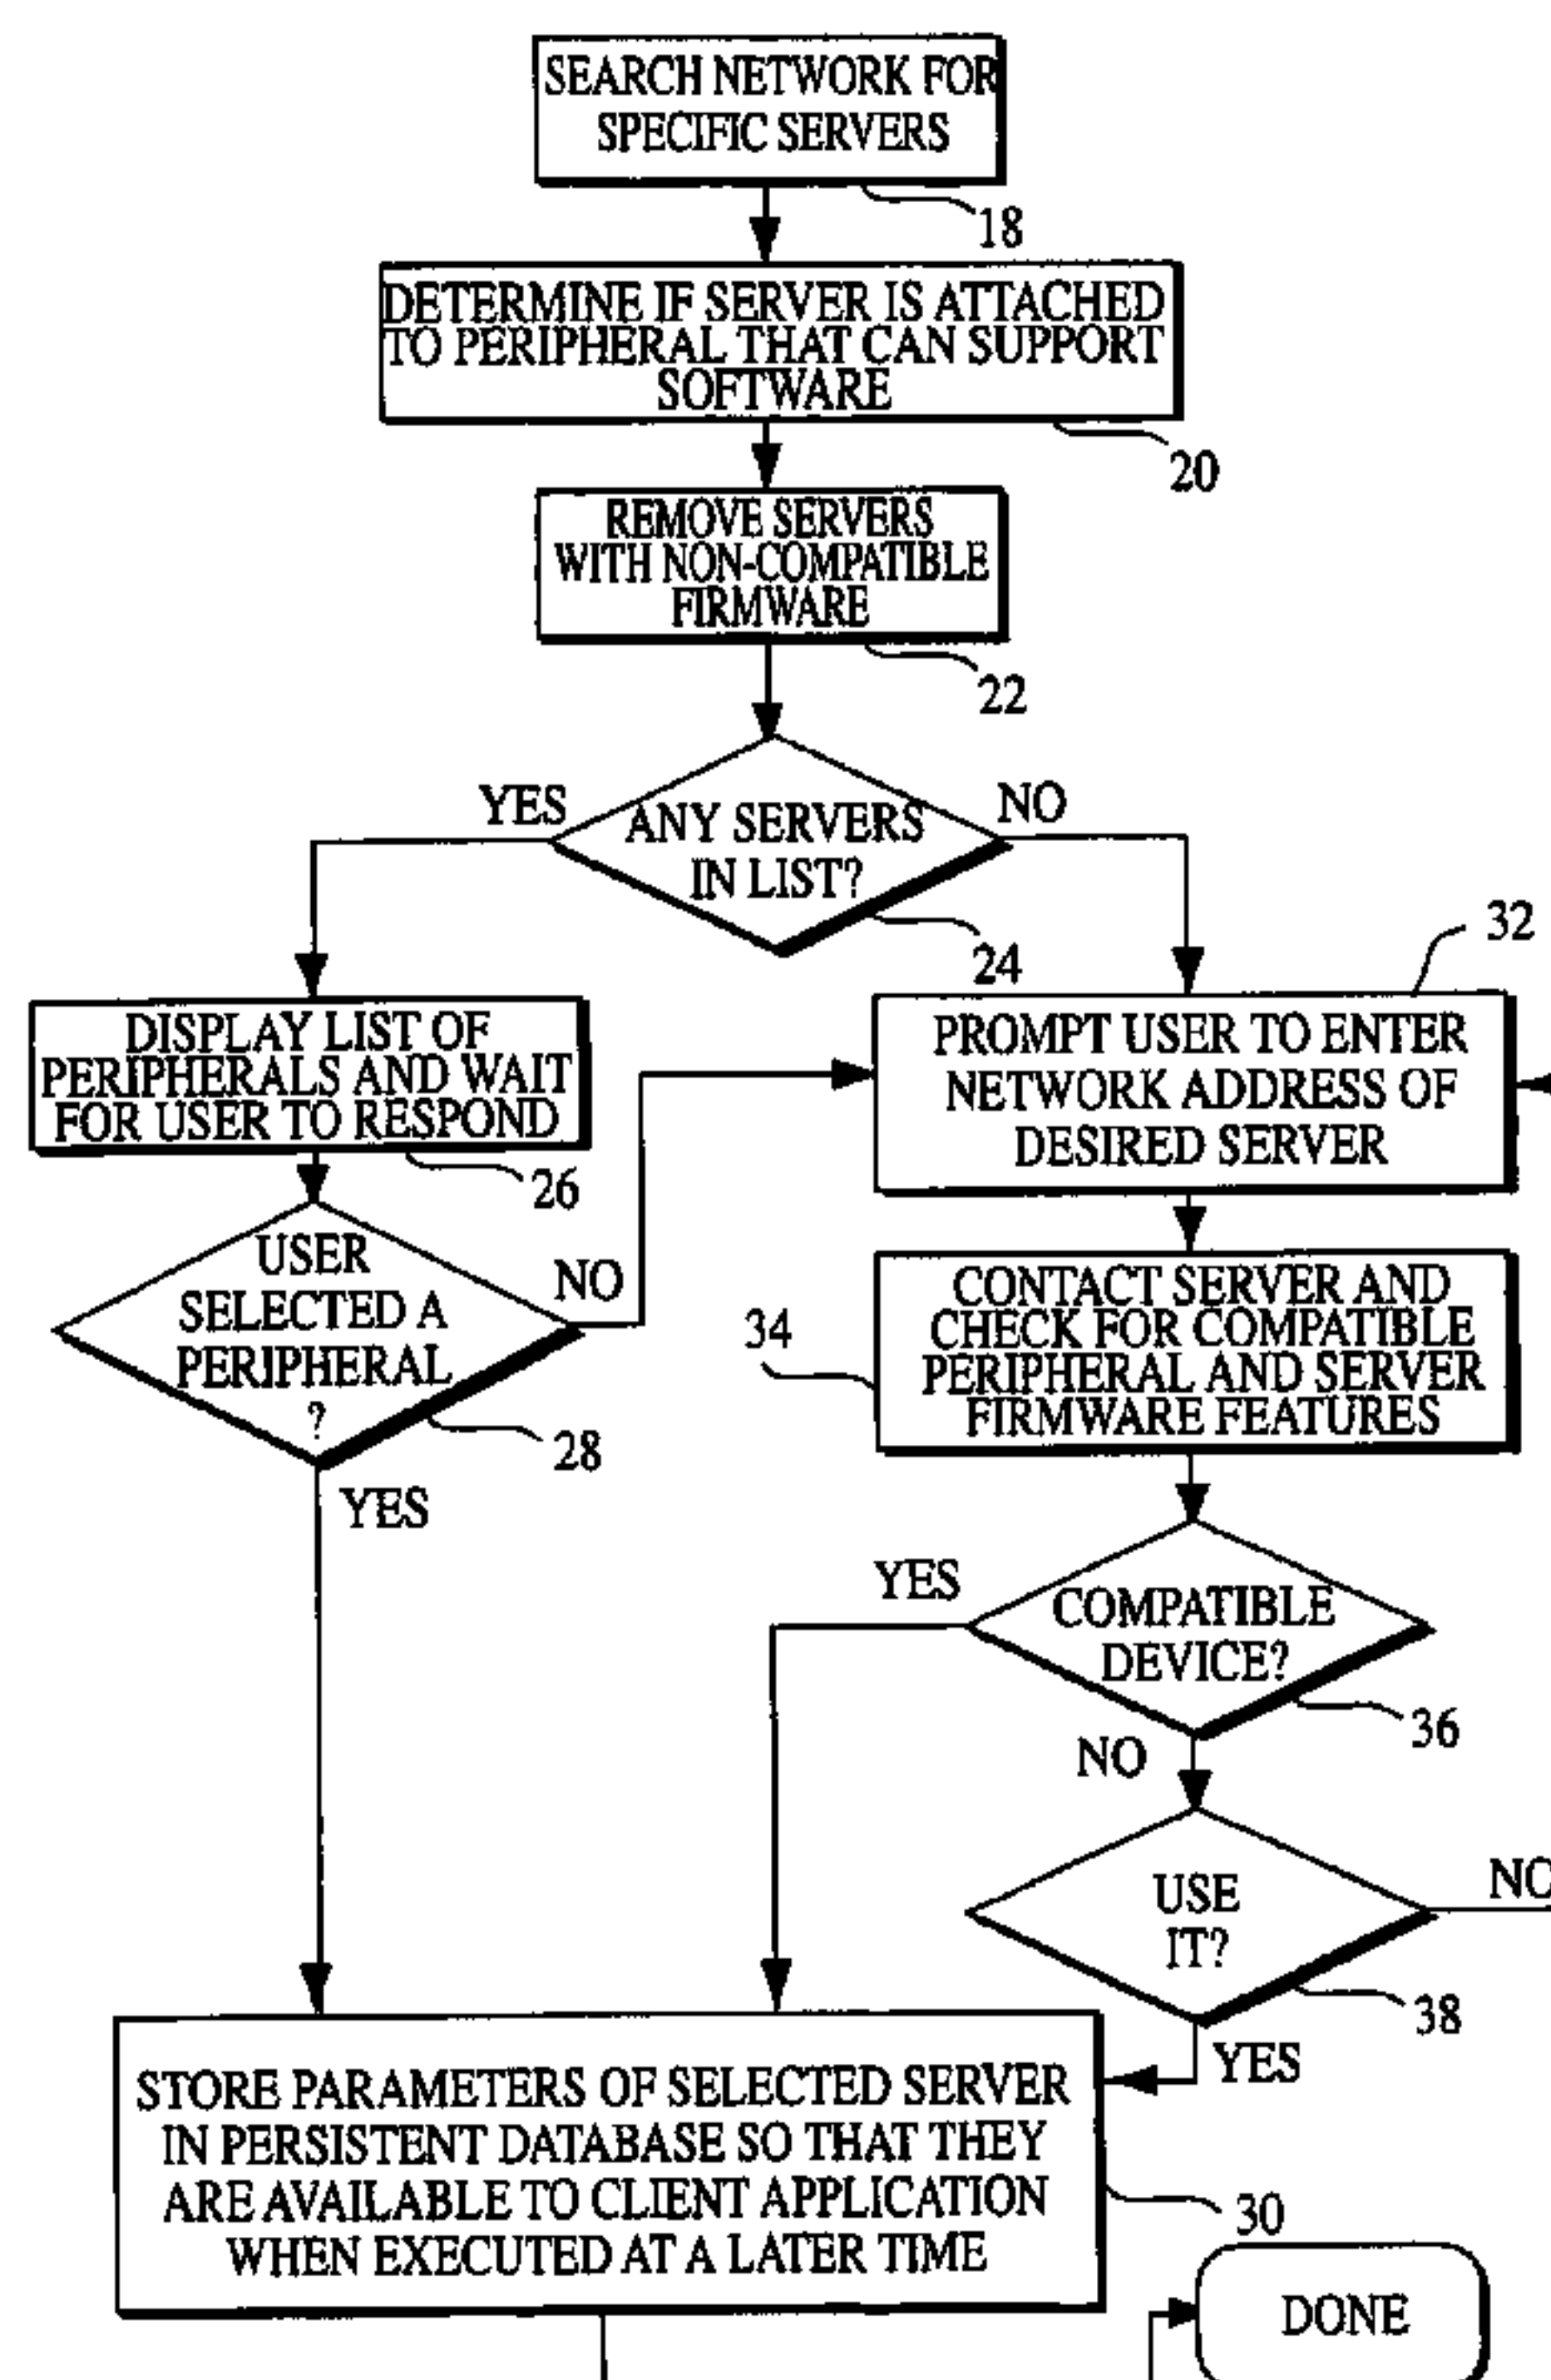 SEARCH NETWORK FOR
SPECIFIC SERVERS
18
DETERMINE IF SERVER IS ATTACHED
TO PERIPHERAL THAT CAN SUPPORT
SOFTWARE
20
REMOVE SERVERS
WITH NON-COMPATIBLE
FIRMWARE
22
YES
ANY SERVERS
IN LIST?
NO
24
32
DISPLAY LIST OF
PERIPHERALS AND WAIT
FOR USER TO RESPOND
26
PROMPT USER TO ENTER
NETWORK ADDRESS OF
DESIRED SERVER
USER
SELECTED A
PERIPHERAL
?
NO
28
YES
34
CONTACT SERVER AND
CHECK FOR COMPATIBLE
PERIPHERAL AND SERVER
FIRMWARE FEATURES
YES
COMPATIBLE
DEVICE?
36
NO
USE
IT?
NO
38
YES
STORE PARAMETERS OF SELECTED SERVER
IN PERSISTENT DATABASE SO THAT THEY
ARE AVAILABLE TO CLIENT APPLICATION
WHEN EXECUTED AT A LATER TIME
30
DONE